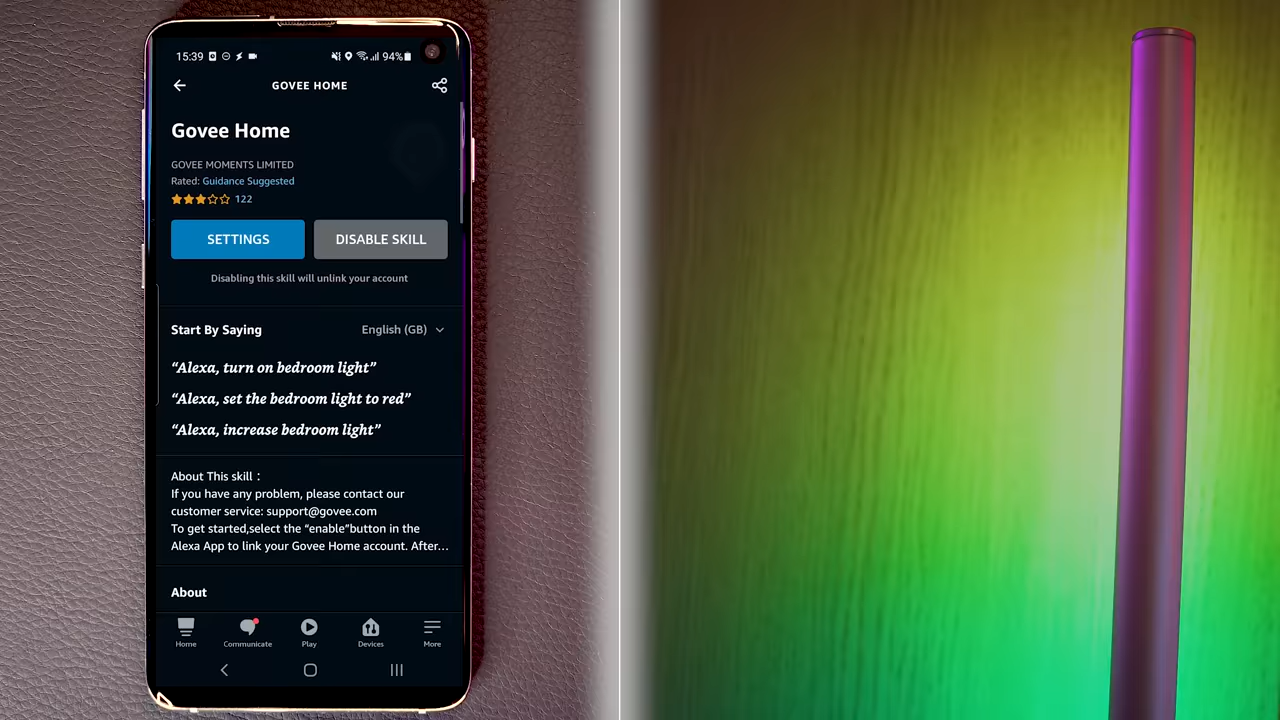 15:39
94%
GOVEE HOME
Govee Home
GOVEE MOMENTS LIMITED
Rated: Guidance Suggested
122
SETTINGS
DISABLE SKILL
Disabling this skill will unlink your account
Start By Saying
English (GB)
“Alexa, turn on bedroom light”
“Alexa, set the bedroom light to red”
“Alexa, increase bedroom light”
About This skill：
If you have any problem, please contact our
customer service: support@govee.com
To get started,select the “enable”button in the
Alexa App to link your Govee Home account. After…
About
Home
Communicate
Play
Devices
More